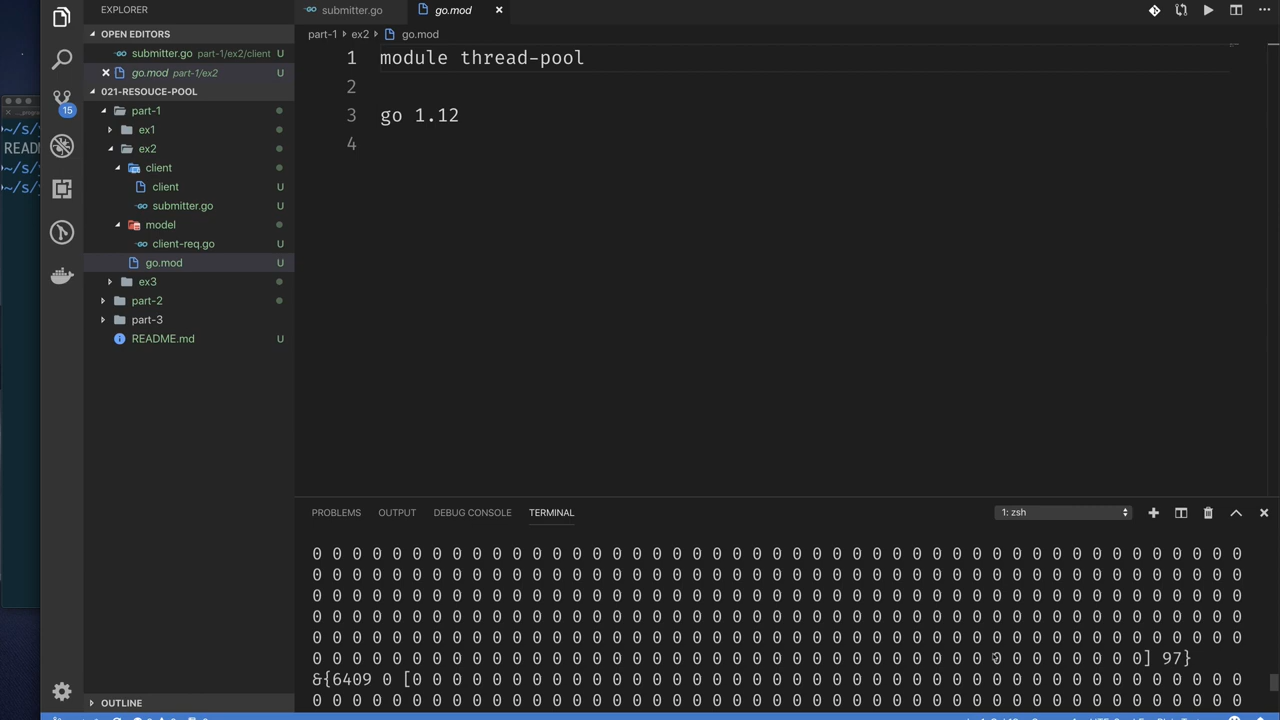 EXPLORER
OPEN EDITORS
submitter.go part-1/ex2/client U
go.mod part-1/ex2 U
021-RESOUCE-POOL
part-1
ex1
ex2
client
client U
submitter.go U
model
client-req.go U
go.mod U
ex3
part-2
part-3
README.md U
OUTLINE
15
~/s/
READ
~/s/
~/s/
submitter.go
go.mod
part-1 ex2 go.mod
1 module thread-pool
2
3 go 1.12
4
PROBLEMS OUTPUT DEBUG CONSOLE TERMINAL
1: zsh
0 0 0 0 0 0 0 0 0 0 0 0 0 0 0 0 0 0 0 0 0 0 0 0 0 0 0 0 0 0 0 0 0 0 0 0 0 0 0 0 0 0 0 0 0 0 0
0 0 0 0 0 0 0 0 0 0 0 0 0 0 0 0 0 0 0 0 0 0 0 0 0 0 0 0 0 0 0 0 0 0 0 0 0 0 0 0 0 0 0 0 0 0 0
0 0 0 0 0 0 0 0 0 0 0 0 0 0 0 0 0 0 0 0 0 0 0 0 0 0 0 0 0 0 0 0 0 0 0 0 0 0 0 0 0 0 0 0 0 0 0
0 0 0 0 0 0 0 0 0 0 0 0 0 0 0 0 0 0 0 0 0 0 0 0 0 0 0 0 0 0 0 0 0 0 0 0 0 0 0 0 0 0 0 0 0 0 0
0 0 0 0 0 0 0 0 0 0 0 0 0 0 0 0 0 0 0 0 0 0 0 0 0 0 0 0 0 0 0 0 0 0 0 0 0 0 0 0 0 0 0 0 0 0 0
0 0 0 0 0 0 0 0 0 0 0 0 0 0 0 0 0 0 0 0 0 0 0 0 0 0 0 0 0 0 0 0 0 0 0 0 0 0 0 0 0 0] 97}
&{6409 0 [0 0 0 0 0 0 0 0 0 0 0 0 0 0 0 0 0 0 0 0 0 0 0 0 0 0 0 0 0 0 0 0 0 0 0 0 0 0 0 0 0 0
0 0 0 0 0 0 0 0 0 0 0 0 0 0 0 0 0 0 0 0 0 0 0 0 0 0 0 0 0 0 0 0 0 0 0 0 0 0 0 0 0 0 0 0 0 0 0